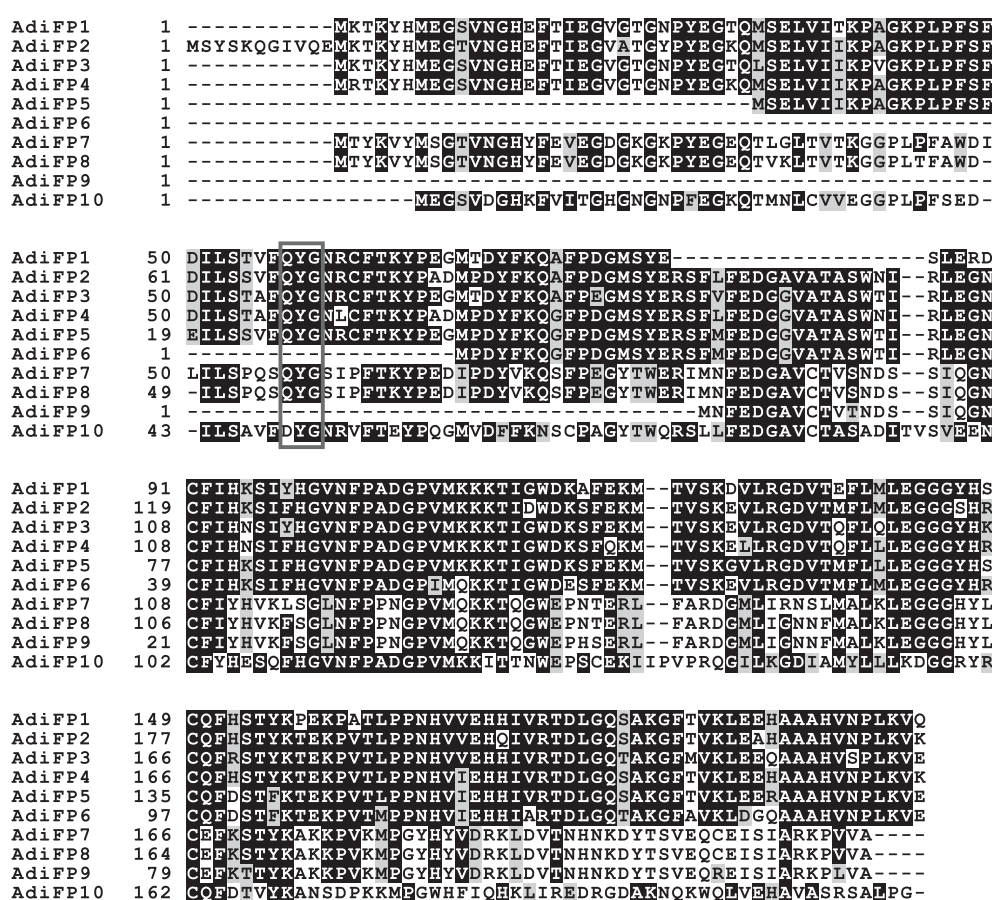 AdiFP1 1 -----------MKTKYHMEGSVNGHEFTIEGVGTGNPYEGTQMSELVITKPAGKPLPFSF
AdiFP2 1 MSYSKQGIVQEMKTKYHMEGTVNGHEFTIEGVATGYPYEGTQMSELVIIKPAGKPLPFSF
AdiFP3 1 -----------MKTKYHMEGSVNGHEFTIEGVGTGNPYEGTQLSELVIIKPVGKPLPFSF
AdiFP4 1 -----------MRTKYHMEGSVNGHEFTIEGVGTGNPYEGKQMSELVIIKPAGKPLPFSF
AdiFP5 1 ------------------------------------------MSELVIIKPAGKPLPFSF
AdiFP6 1 ------------------------------------------------------------
AdiFP7 1 -----------MTYKVYMSGTVNGHYFEVEGDGKGKPYEGEQTLGLTVTKGGPLPFAWDI
AdiFP8 1 -----------MTYKVYMSGTVNGHYFEVEGDGKGKPYEGEQTVKLTVTKGGPLTFAWD-
AdiFP9 1 ------------------------------------------------------------
AdiFP10 1 -----------------MEGSVDGHKFVITGHGNGNPFEGKQTMNLCVVEGGPLPFSED-
AdiFP1 50 DILSTVFQYGNRCFTKYPEGMTDYFKQAFPDGMSYE-------------------SLERD
AdiFP2 61 DILSSVFQYGNRCFTKYPADMPDYFKQAFPDGMSYERSFLFEDGAVATASWNI--RLEGN
AdiFP3 50 DILSTAFQYGNRCFTKYPEGMTDYFKQAFPEGMSYERSFVFEDGGVATASWTI--RLEGN
AdiFP4 50 DILSTAFQYGNLCFTKYPADMPDYFKQGFPDGMSYERSFLFEDGAVATASWNI--RLEGN
AdiFP5 19 EILSSVFQYGNRCFTKYPEGMPDYFKQGFPDGMSYERSFMFEDGGVATASWTI--RLEGN
AdiFP6 1 --------------------MPDYFKQGFPDGMSYERSFMFEDGGVATASWTI--RLEGN
AdiFP7 50 LILSPQSQYGSIPFTKYPEDIPDYVKQSFPEGYTWERIMNFEDGAVCTVSNDS--SIQGN
AdiFP8 49 -ILSPQSQYGSIPFTKYPEDIPDYVKQSFPEGYTWERIMNFEDGAVCTVSNDS--SIQGN
AdiFP9 1 --------------------------------------MNFEDGAVCTVTNDS--SIQGN
AdiFP10 43 -ILSAVFDYGNRVFTEYPQGMVDFFKNSCPAGYTWQRSLLFEDGAVCTASADITVSVEEN
AdiFP1 91 CFIHKSIYHGVNFPADGPVMKKKTIGWDKAFEKM--TVSKDVLRGDVTEFLMLEGGGYHS
AdiFP2 119 CFIHKSIFHGVNFPADGPVMKKKTIDWDKSFEKM--TVSKEVLRGDVTMFLMLEGGGSHR
AdiFP3 108 CFIHNSIYHGVNFPADGPVMKKKTIGWDKSFEKM--TVSKEVLRGDVTQFLQLEGGGYHK
AdiFP4 108 CFIHNSIFHGVNFPADGPVMKKKTIGWDKSFQKM--TVSKELLRGDVTQFLLLEGGGYHR
AdiFP5 77 CFIHKSIFHGVNFPADGPVMKKKTIGWDKSFEKM--TVSKGVLRGDVTMFLLLEGGGYHS
AdiFP6 39 CFIHKSIFHGVNFPADGPIMQKKTIGWDESFEKM--TVSKEVLRGDVTMFLMLEGGGYHR
AdiFP7 108 CFIYHVKLSGLNFPPNGPVMQKKTQGWEPNTERL--FARDGMLIRNSLMALKLEGGGHYL
AdiFP8 106 CFIYHVKFSGLNFPPNGPVMQKKTQGWEPNTERL--FARDGMLIGNNFMALKLEGGGHYL
AdiFP9 21 CFIYHVKFSGLNFPPNGPVMQKKTQGWEPHSERL--FARDGMLIGNNFMALKLEGGGHYL
AdiFP10 102 CFYHESQFHGVNFPADGPVMKKITTNWEPSCEKIIPVPRQGILKGDIAMYLLLKDGGRYR
AdiFP1 149 CQFHSTYKPEKPATLPPNHVVEHHIVRTDLGQSAKGFTVKLEEHAAAHVNPLKVQ
AdiFP2 177 CQFHSTYKTEKPVTLPPNHVVEHQIVRTDLGQSAKGFTVKLEAHAAAHVNPLKVK
AdiFP3 166 CQFRSTYKTEKPVTLPPNHVVEHHIVRTDLGQTAKGFMVKLEEQAAAHVSPLKVE
AdiFP4 166 CQFHSTYKTEKPVTLPPNHVIEHHIVRTDLGQSAKGFTVKLEEHAAAHVNPLKVK
AdiFP5 135 CQFDSTFKTEKPVTLPPNHVIEHHIVRTDLGQSAKGFTVKLEERAAAHVNPLKVE
AdiFP6 97 CQFDSTFKTEKPVTMPPNHVIEHHIARTDLGQTAKGFAVKLDGQAAAHVNPLKVE
AdiFP7 166 CEFKSTYKAKKPVKMPGYHYVDRKLDVTNHNKDYTSVEQCEISIARKPVVA----
AdiFP8 164 CEFKSTYKAKKPVKMPGYHYVDRKLDVTNHNKDYTSVEQCEISIARKPVVA----
AdiFP9 79 CEFKTTYKAKKPVKMPGYHYVDRKLDVTNHNKDYTSVEQREISIARKPLVA----
AdiFP10 162 CQFDTVYKANSDPKKMPGWHFIQHKLIREDRGDAKNQKWQLVEHAVASRSALPG-